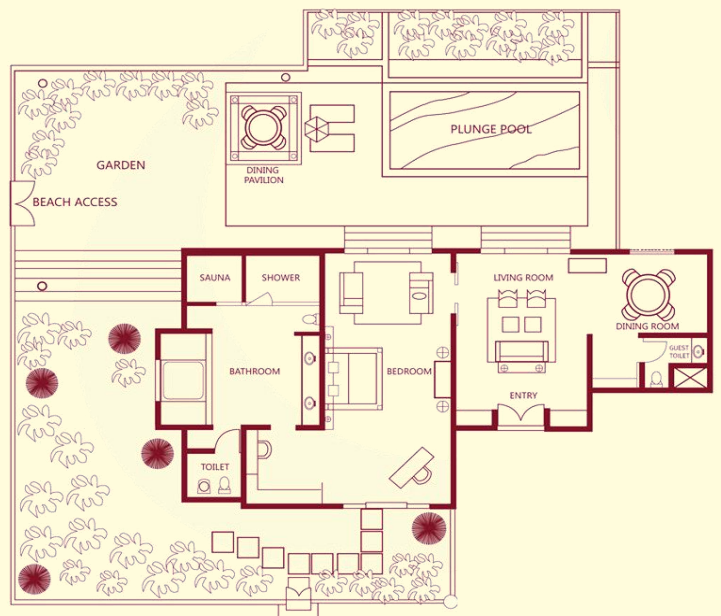 PLUNGE POOL
GARDEN
DINING
PAVILION
BEACH ACCESS
SAUNA
SHOWER
LIVING ROOM
DINING ROOM
GUEST
TOILET
BATHROOM
BEDROOM
ENTRY
TOILET